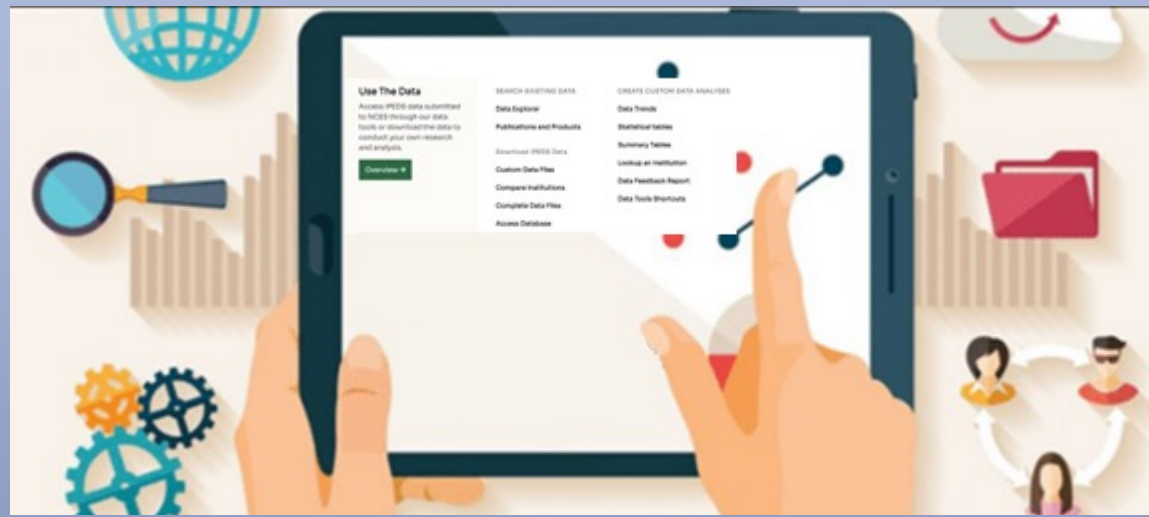 Use The Data
Access IPEDS data submitted
to NCES through our data
tools or download the data to
conduct your own research
and analysis.
Overview →
SEARCH EXISTING DATA
Data Explorer
Publications and Products
Download IPEDS Data
Custom Data Files
Compare Institutions
Complete Data Files
Access Database
CREATE CUSTOM DATA ANALYSES
Data Trends
Statistical tables
Summary Tables
Lookup an Institution
Data Feedback Report
Data Tools Shortcuts